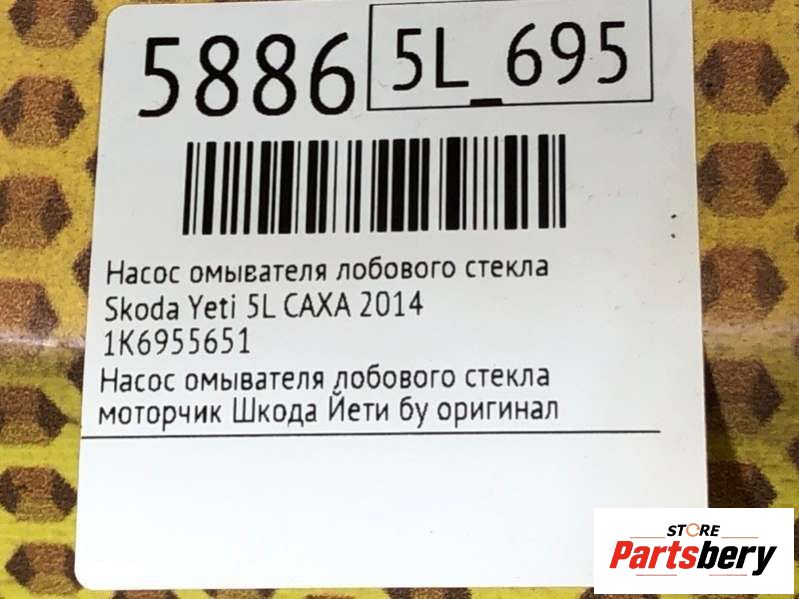 5886 5L_695
Насос омывателя лобового стекла
Skoda Yeti 5L CAXA 2014
1K6955651
Насос омывателя лобового стекла
моторчик Шкода Йети бу оригинал
STORE
Partsbery